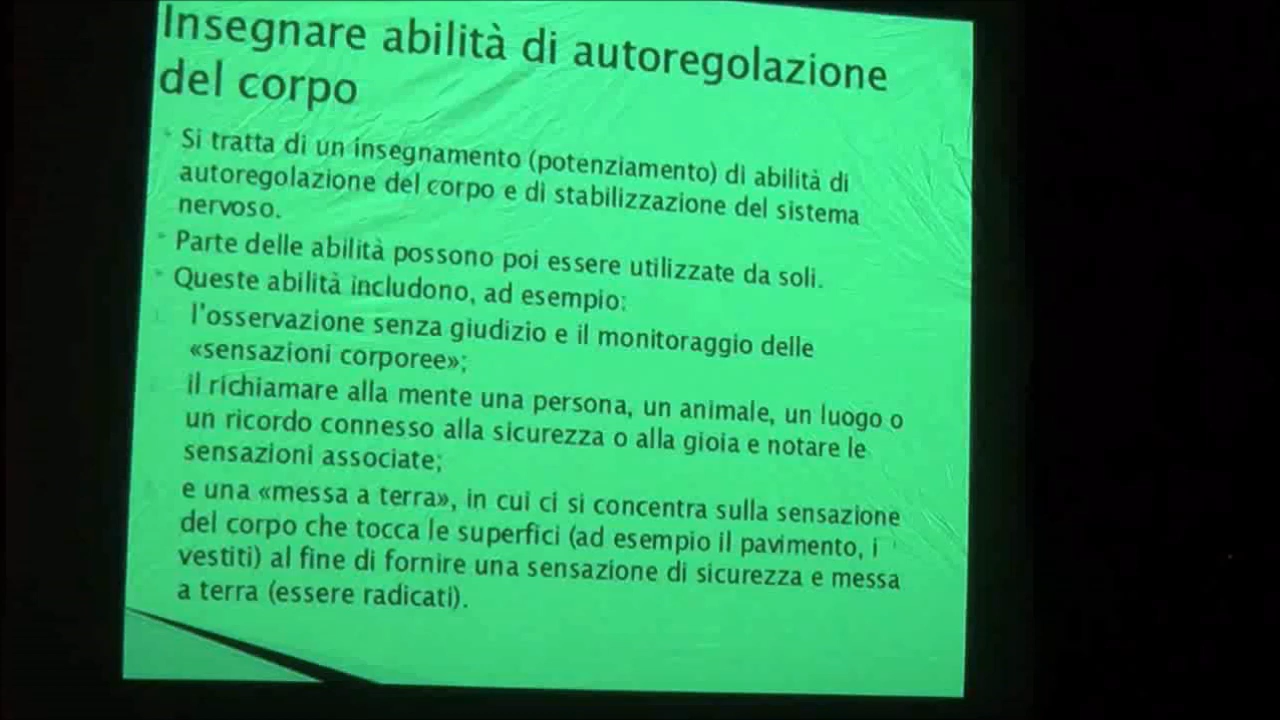 Insegnare abilità di autoregolazione
del corpo
Si tratta di un insegnamento (potenziamento) di abilità di
autoregolazione del corpo e di stabilizzazione del sistema
nervoso.
Parte delle abilità possono poi essere utilizzate da soli.
Queste abilità includono, ad esempio:
l'osservazione senza giudizio e il monitoraggio delle
«sensazioni corporee»;
il richiamare alla mente una persona, un animale, un luogo o
un ricordo connesso alla sicurezza o alla gioia e notare le
sensazioni associate;
e una «messa a terra», in cui ci si concentra sulla sensazione
del corpo che tocca le superfici (ad esempio il pavimento, i
vestiti) al fine di fornire una sensazione di sicurezza e messa
a terra (essere radicati).